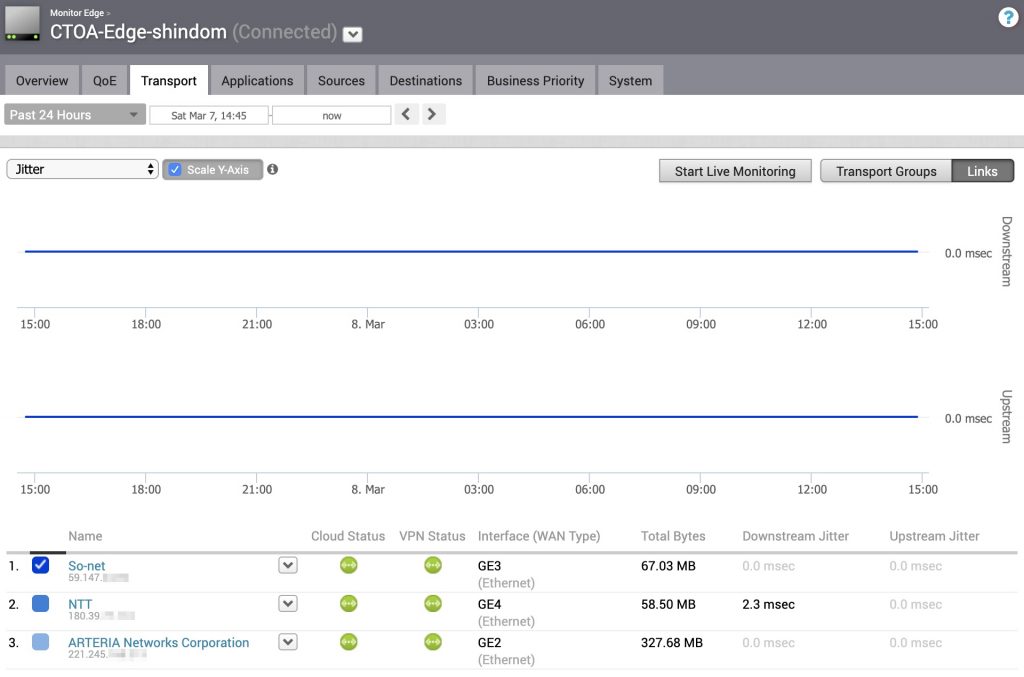 Monitor Edge >
CTOA-Edge-shindom (Connected)
?
Overview QoE Transport Applications Sources Destinations Business Priority System
Past 24 Hours Sat Mar 7, 14:45 - now
Jitter Scale Y-Axis Start Live Monitoring Transport Groups Links
Downstream
0.0 msec
15:00 18:00 21:00 8. Mar 03:00 06:00 09:00 12:00 15:00
Upstream
0.0 msec
15:00 18:00 21:00 8. Mar 03:00 06:00 09:00 12:00 15:00
Name Cloud Status VPN Status Interface (WAN Type) Total Bytes Downstream Jitter Upstream Jitter
1. So-net GE3 67.03 MB 0.0 msec 0.0 msec
59.147. (Ethernet)
2. NTT GE4 58.50 MB 2.3 msec 0.0 msec
180.39 (Ethernet)
3. ARTERIA Networks Corporation GE2 327.68 MB 0.0 msec 0.0 msec
221.245. (Ethernet)